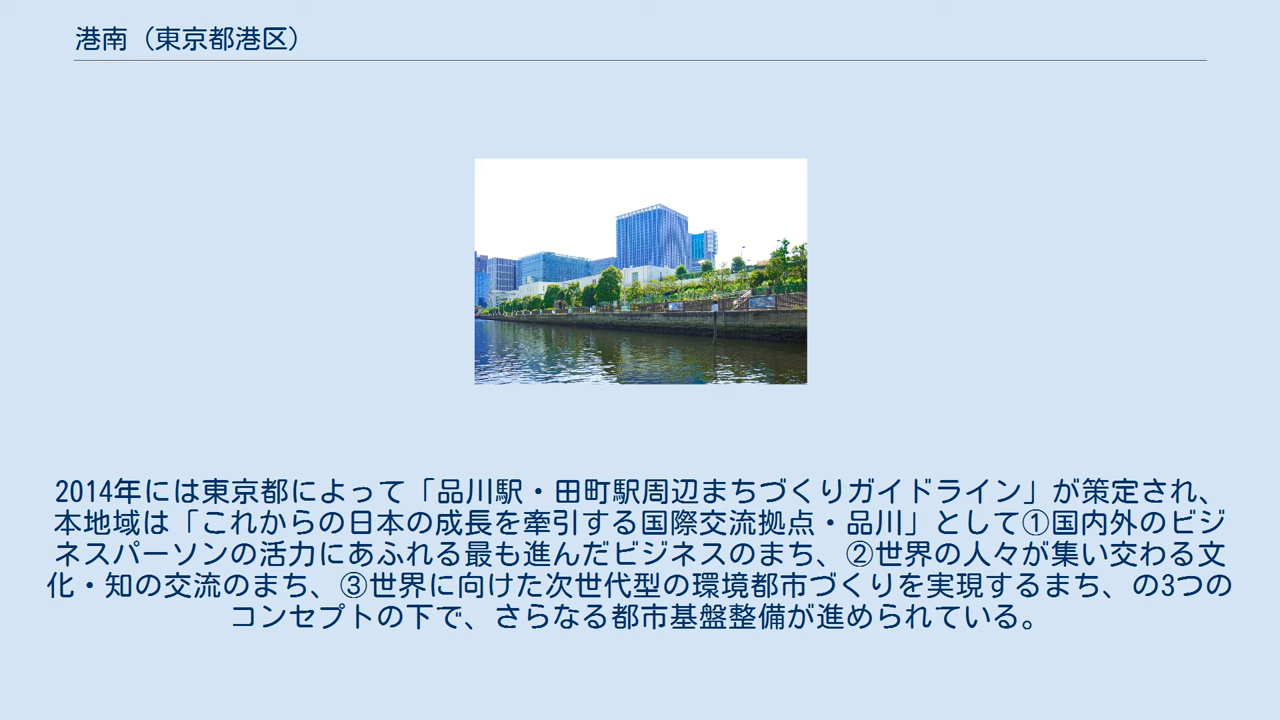 港南（東京都港区）
2014年には東京都によって「品川駅・田町駅周辺まちづくりガイドライン」が策定され、
本地域は「これからの日本の成長を牽引する国際交流拠点・品川」として①国内外のビジ
ネスパーソンの活力にあふれる最も進んだビジネスのまち、②世界の人々が集い交わる文
化・知の交流のまち、③世界に向けた次世代型の環境都市づくりを実現するまち、の3つの
コンセプトの下で、さらなる都市基盤整備が進められている。